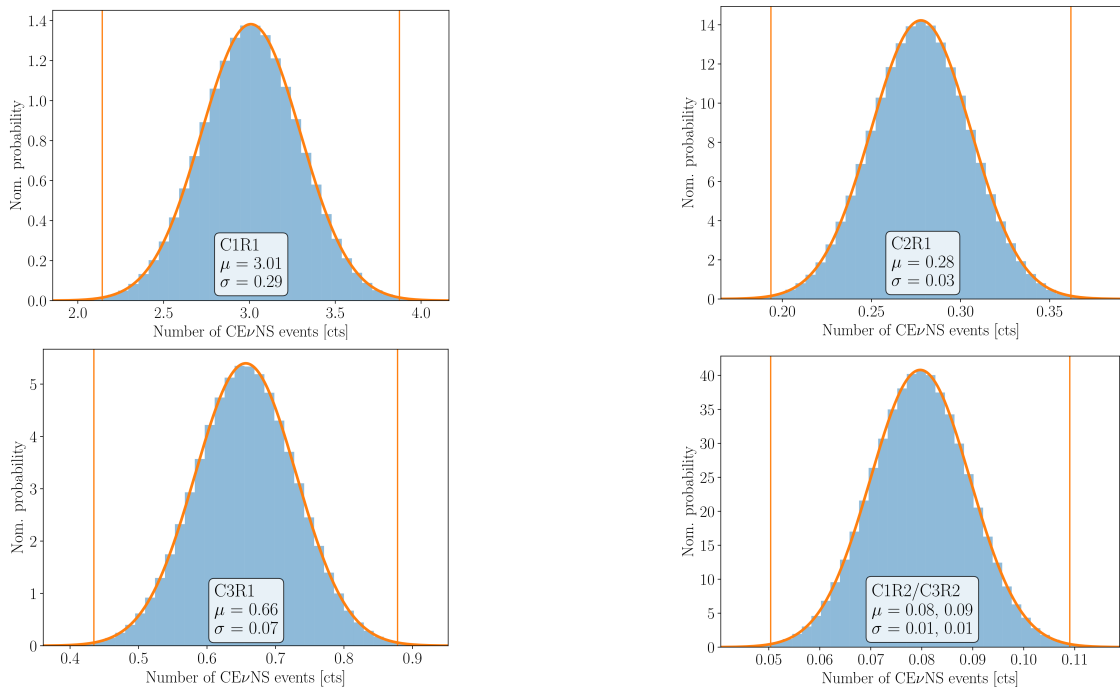 1.4
1.2
1.0
0.8
0.6
0.4
0.2
0.0
Nom. probability
C1R1
μ = 3.01
σ = 0.29
2.0 2.5 3.0 3.5 4.0
Number of CEνNS events [cts]
14
12
10
8
6
4
2
0
Nom. probability
C2R1
μ = 0.28
σ = 0.03
0.20 0.25 0.30 0.35
Number of CEνNS events [cts]
5
4
3
2
1
0
Nom. probability
C3R1
μ = 0.66
σ = 0.07
0.4 0.5 0.6 0.7 0.8 0.9
Number of CEνNS events [cts]
40
35
30
25
20
15
10
5
0
Nom. probability
C1R2/C3R2
μ = 0.08, 0.09
σ = 0.01, 0.01
0.05 0.06 0.07 0.08 0.09 0.10 0.11
Number of CEνNS events [cts]